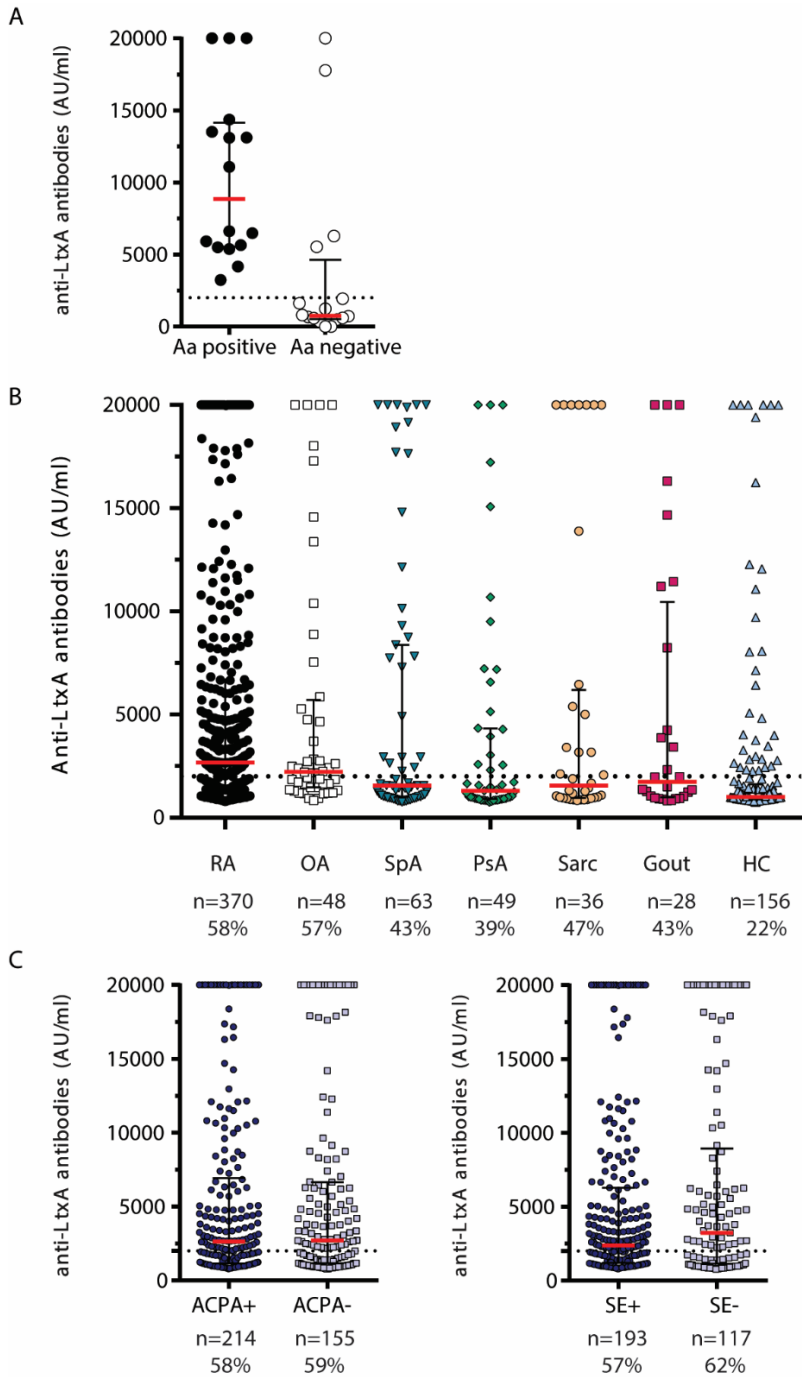 A
anti-LtxA antibodies (AU/ml)
20000
15000
10000
5000
0
Aa positive Aa negative
B
Anti-LtxA antibodies (AU/ml)
20000
15000
10000
5000
0
RA OA SpA PsA Sarc Gout HC
n=370 n=48 n=63 n=49 n=36 n=28 n=156
58% 57% 43% 39% 47% 43% 22%
C
anti-LtxA antibodies (AU/ml)
20000
15000
10000
5000
0
ACPA+ ACPA-
n=214 n=155
58% 59%
anti-LtxA antibodies (AU/ml)
20000
15000
10000
5000
0
SE+ SE-
n=193 n=117
57% 62%